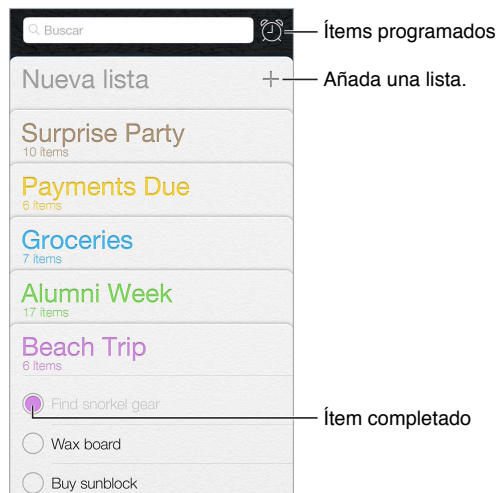 Buscar
Ítems programados
Nueva lista
Añada una lista.
Surprise Party
10 ítems
Payments Due
6 ítems
Groceries
7 ítems
Alumni Week
17 ítems
Beach Trip
6 ítems
Find snorkel gear
Ítem completado
Wax board
Buy sunblock